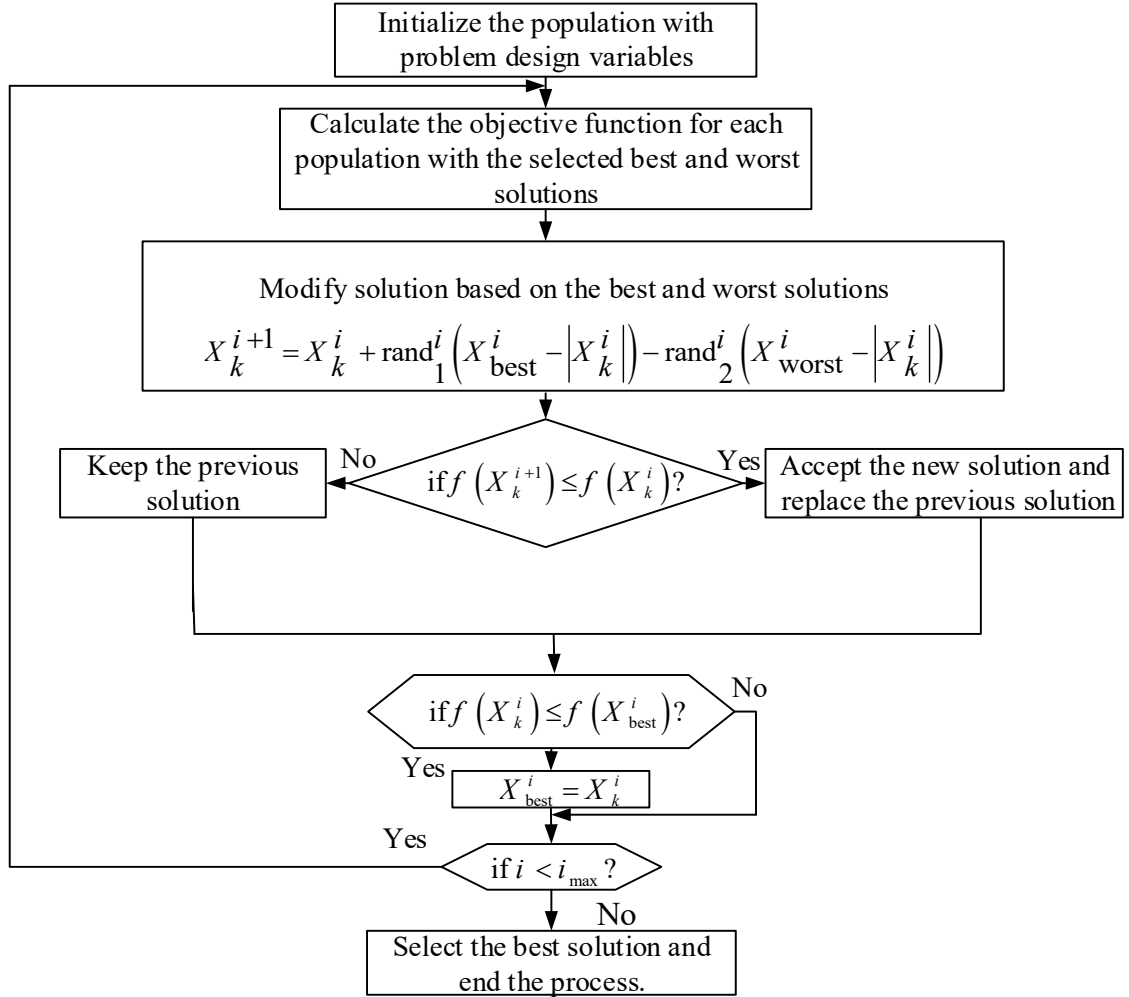 Initialize the population with
problem design variables
Calculate the objective function for each
population with the selected best and worst
solutions
Modify solution based on the best and worst solutions
X_k^{i+1} = X_k^i + rand_1^i (X_best^i − |X_k^i|) − rand_2^i (X_worst^i − |X_k^i|)
No
if f (X_k^{i+1}) ≤ f (X_k^i)?
Yes
Keep the previous
solution
Accept the new solution and
replace the previous solution
if f (X_k^i) ≤ f (X_best^i)?
No
Yes
X_best^i = X_k^i
Yes
if i < i_max ?
No
Select the best solution and
end the process.